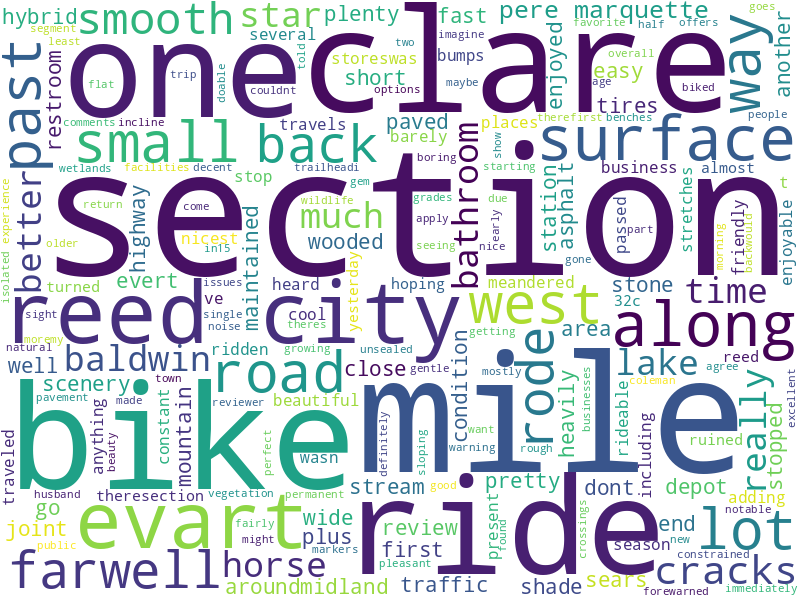 hybrid smooth star plenty fast pere marquette way another
least segment comments incline flat trip doable several storeswas short told couldnt imagine two half maybe options bumps enjoyed favorite goes offers easy age overall biked tires therefirst benches people
one clare
past restroom small back travels paved barely places surface business almost
wetlands facilities decent trailheadi stop boring show starting due t
isolated experience return older better highway nicest in15 turned evert maintained much wooded wildlife gem come heard cool hoping grades apply seeing early nice bathroom meandered station asphalt gone part passed stone 32c friendly stretches morning backwould enjoyable
section
yesterday
sight moremy natural reed city issues ve single noise theres growing unsealed getting west area reed time along
well baldwin road ridden close gentle mostly condition rode lake coleman agree
pavement town made scenery anything beauty constant mountain reviewer beautiful wasn definitely sloping want warning rough heavily businesses rideable including ruined really stopped excellent
bike mile
traveled husband theresection vegetation permanent perfect stream good pretty dont depot adding
go joint public evart fairly might plus wide markers review first pleasant present found crossings end season new notable constrained lot
farwell horse aroundmidland traffic ride shade sears cracks forewarned immediately